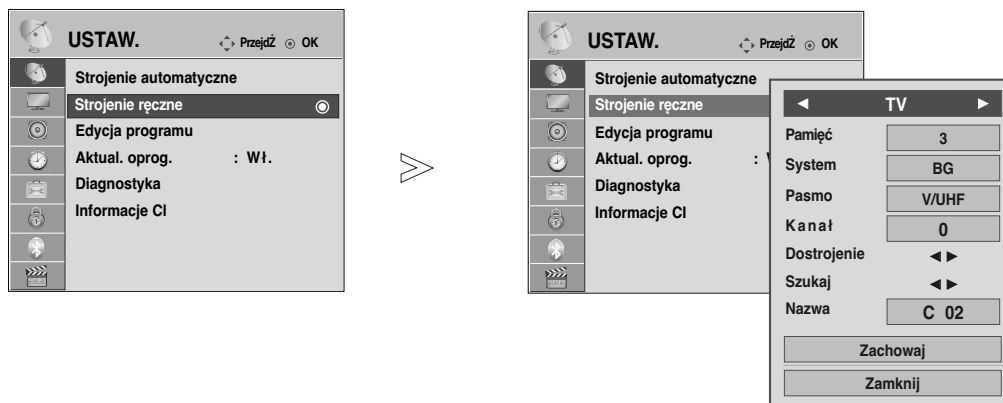 USTAW. PrzejdŹ OK
Strojenie automatyczne
Strojenie ręczne
Edycja programu
Aktual. oprog. : Wł.
Diagnostyka
Informacje CI
USTAW. PrzejdŹ OK
Strojenie automatyczne
Strojenie ręczne
Edycja programu
Aktual. oprog. :
Diagnostyka
Informacje CI
◄ TV ►
Pamięć 3
System BG
Pasmo V/UHF
Kanał 0
Dostrojenie ◄ ►
Szukaj ◄ ►
Nazwa C 02
Zachowaj
Zamknij